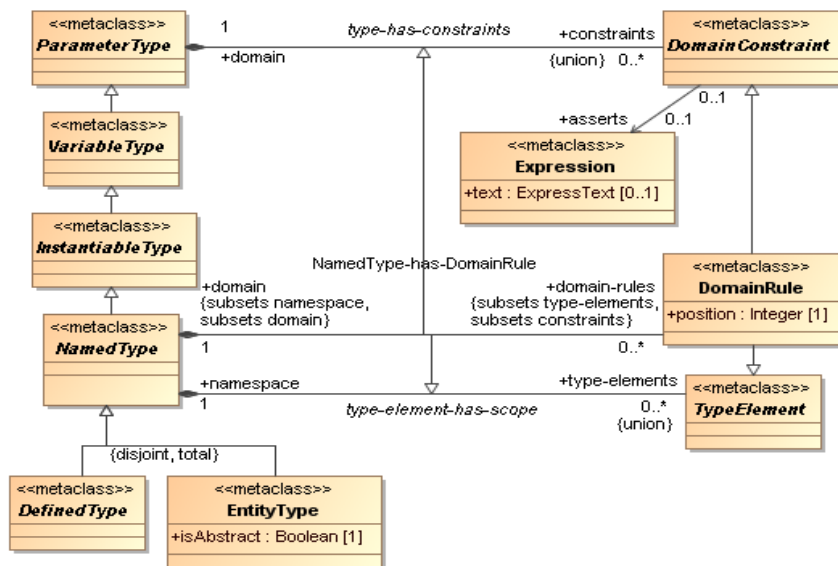 <<metaclass>>
ParameterType
1
+domain
type-has-constraints
+constraints
{union} 0..*
<<metaclass>>
DomainConstraint
0..1
+asserts
0..1
<<metaclass>>
VariableType
<<metaclass>>
Expression
+text : ExpressText [0..1]
<<metaclass>>
InstantiableType
NamedType-has-DomainRule
+domain
{subsets namespace,
subsets domain}
1
+domain-rules
{subsets type-elements,
subsets constraints}
0..*
<<metaclass>>
DomainRule
+position : Integer [1]
<<metaclass>>
NamedType
+namespace
1
type-element-has-scope
+type-elements
0..*
{union}
<<metaclass>>
TypeElement
{disjoint, total}
<<metaclass>>
DefinedType
<<metaclass>>
EntityType
+isAbstract : Boolean [1]